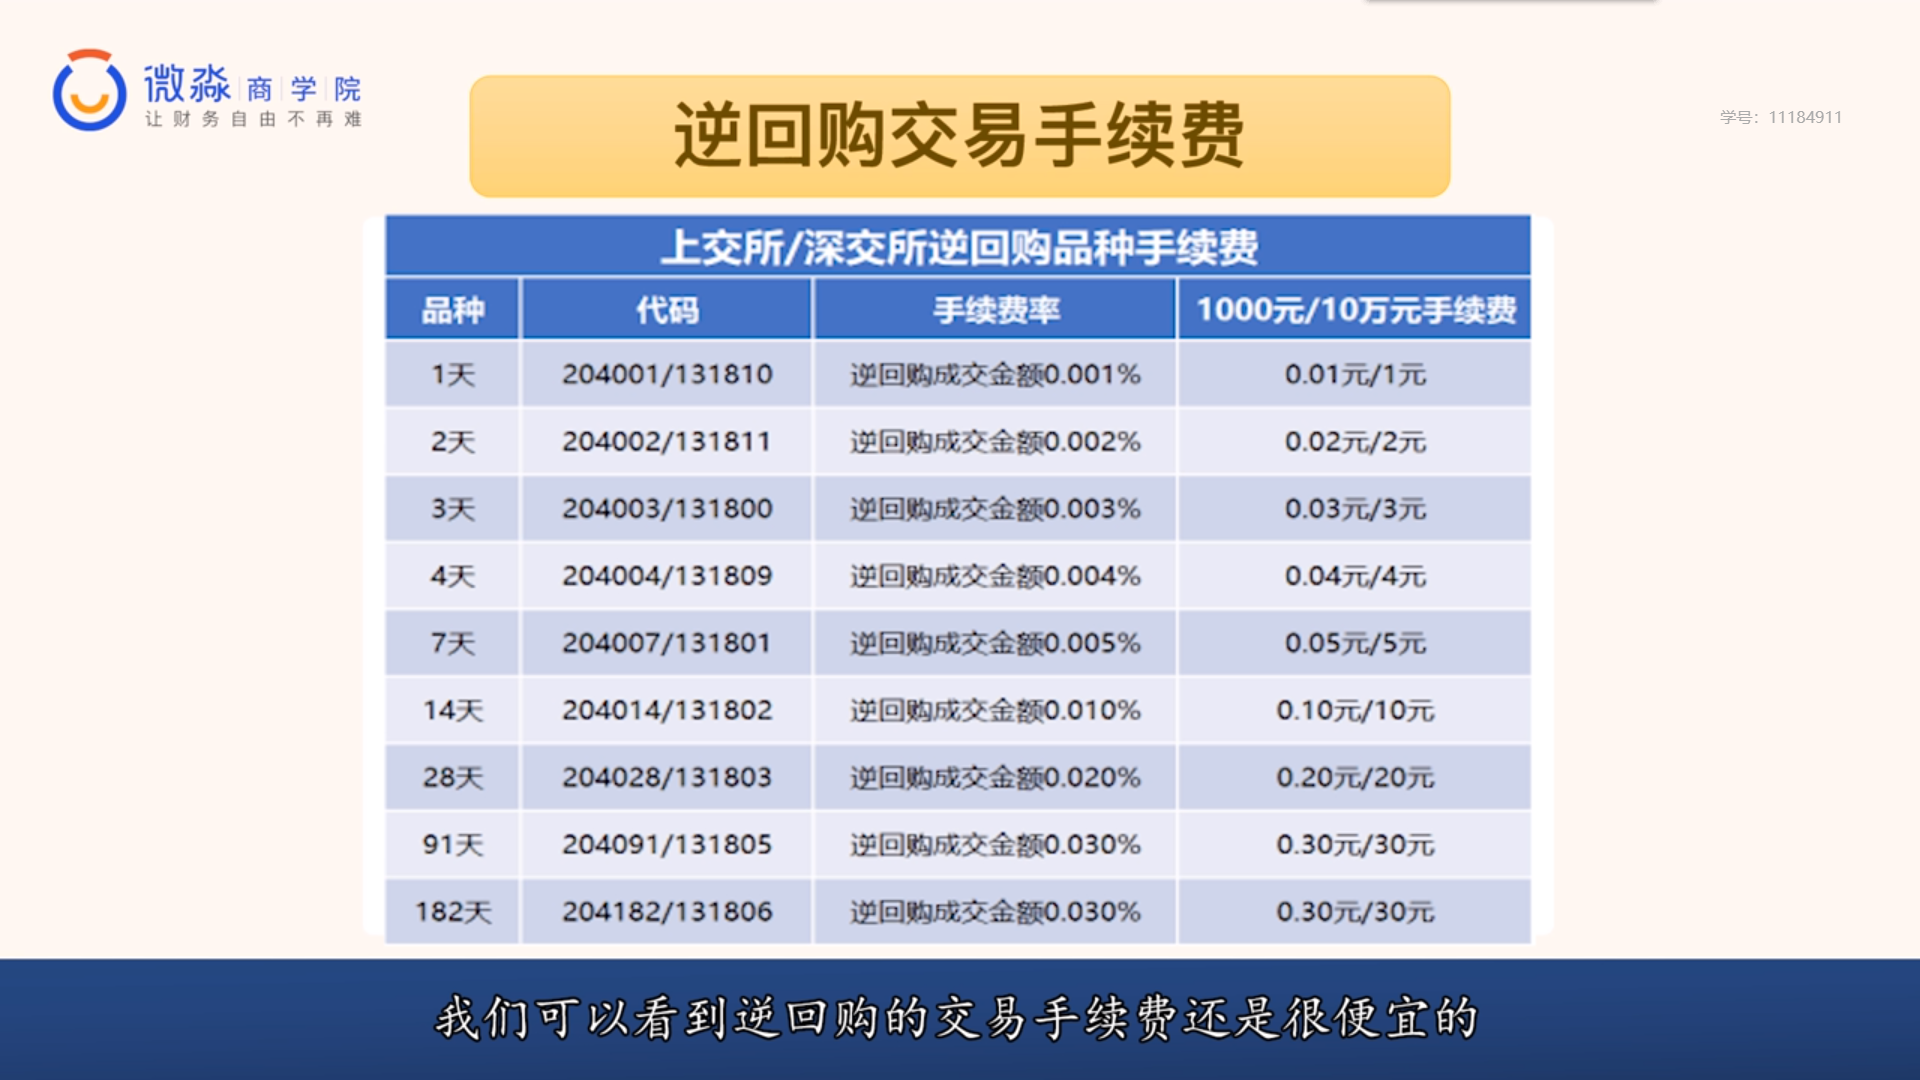 微淼商学院
让财务自由不再难
逆回购交易手续费
学号：11184911
上交所/深交所逆回购品种手续费
品种 代码 手续费率 1000元/10万元手续费
1天 204001/131810 逆回购成交金额0.001% 0.01元/1元
2天 204002/131811 逆回购成交金额0.002% 0.02元/2元
3天 204003/131800 逆回购成交金额0.003% 0.03元/3元
4天 204004/131809 逆回购成交金额0.004% 0.04元/4元
7天 204007/131801 逆回购成交金额0.005% 0.05元/5元
14天 204014/131802 逆回购成交金额0.010% 0.10元/10元
28天 204028/131803 逆回购成交金额0.020% 0.20元/20元
91天 204091/131805 逆回购成交金额0.030% 0.30元/30元
182天 204182/131806 逆回购成交金额0.030% 0.30元/30元
我们可以看到逆回购的交易手续费还是很便宜的